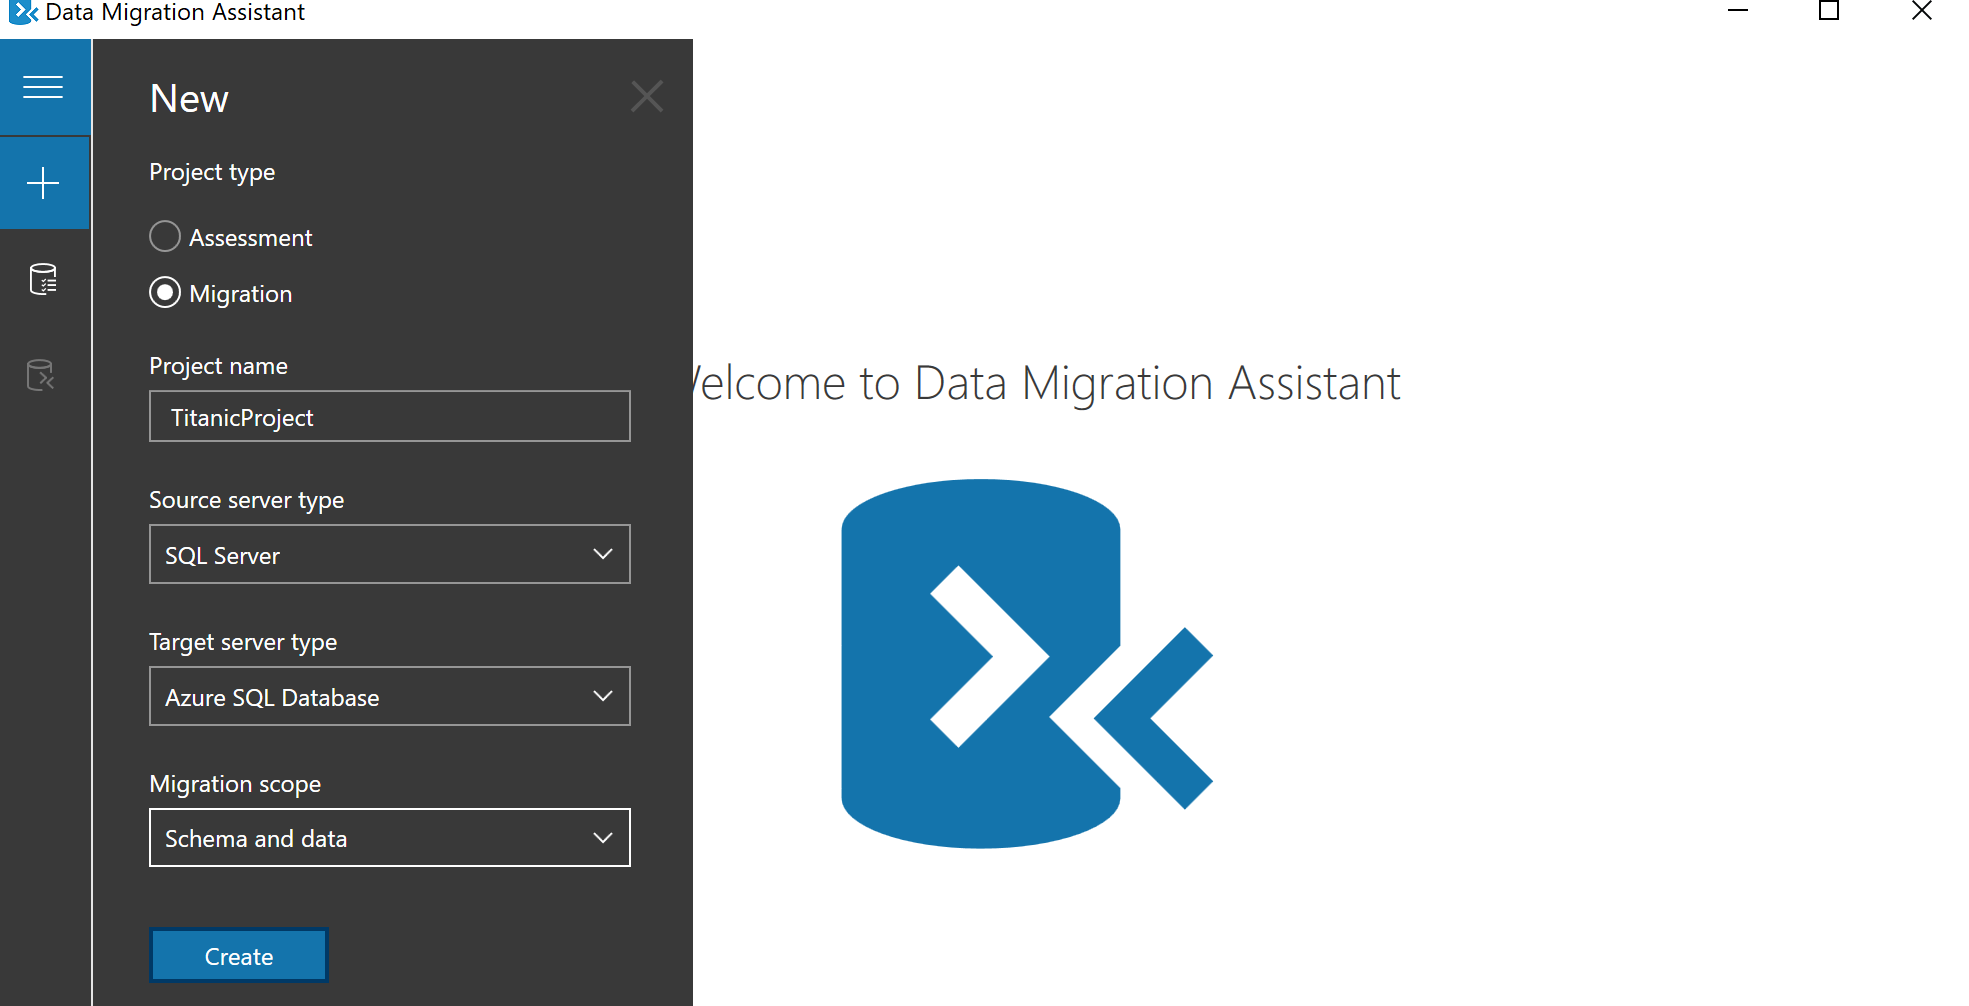 Data Migration Assistant
New
Project type
Assessment
Migration
Project name
TitanicProject
Source server type
SQL Server
Target server type
Azure SQL Database
Migration scope
Schema and data
Create
elcome to Data Migration Assistant